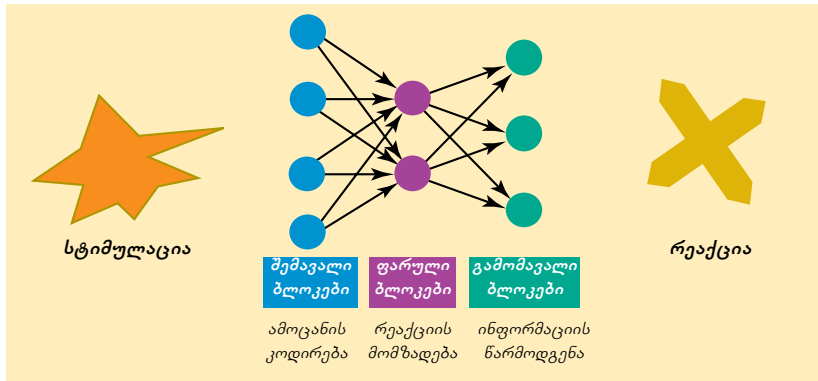 სტიმულაცია
რეაქცია
შემავალი
ბლოკები
ფარული
ბლოკები
გამომავალი
ბლოკები
ამოცანის
კოდირება
რეაქციის
მომზადება
ინფორმაციის
წარმოდგენა